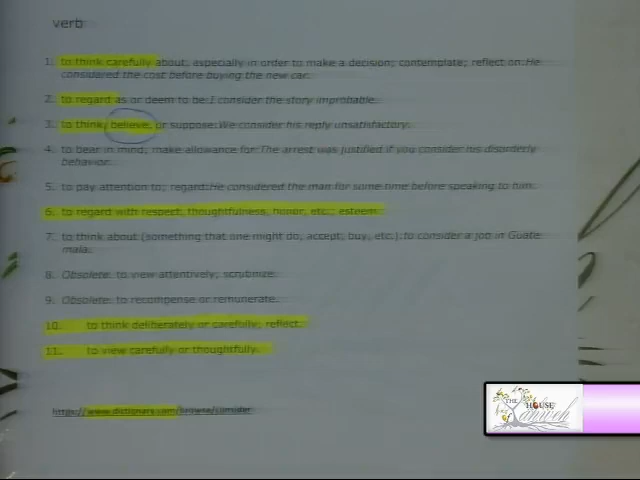 verb
1. to think carefully about, especially in order to make a decision; contemplate; reflect on:He
considered the cost before buying the new car.
2. to regard as or deem to be:I consider the story improbable.
3. to think, believe, or suppose:We consider his reply unsatisfactory.
4. to bear in mind; make allowance for:The arrest was justified if you consider his disorderly
behavior.
5. to pay attention to; regard:He considered the man for some time before speaking to him.
6. to regard with respect, thoughtfulness, honor, etc.; esteem.
7. to think about (something that one might do, accept, buy, etc.):to consider a job in Guate
mala.
8. Obsolete. to view attentively; scrutinize.
9. Obsolete. to recompense or remunerate.
10. to think deliberately or carefully; reflect.
11. to view carefully or thoughtfully.
https://www.dictionary.com/browse/consider
THE HOUSE